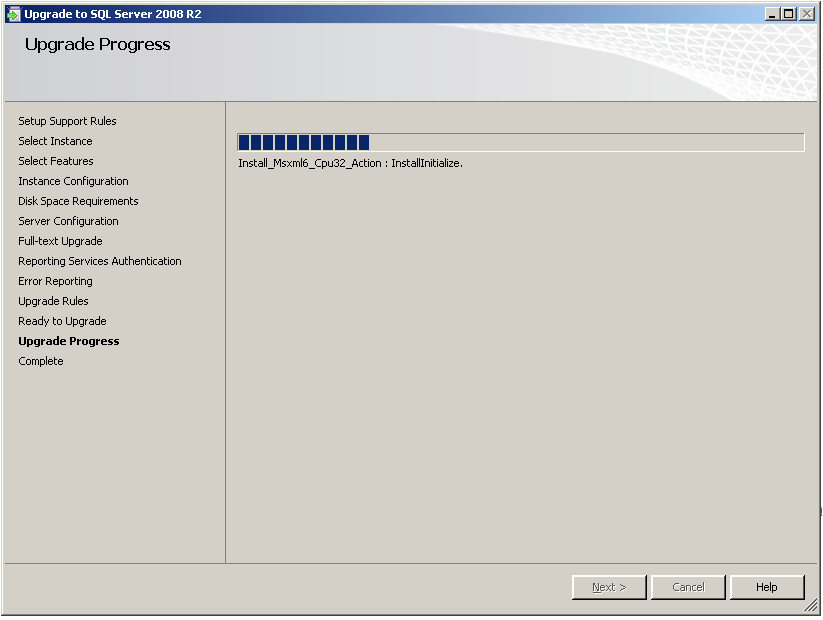 Upgrade to SQL Server 2008 R2
Upgrade Progress
Setup Support Rules
Select Instance
Select Features
Instance Configuration
Disk Space Requirements
Server Configuration
Full-text Upgrade
Reporting Services Authentication
Error Reporting
Upgrade Rules
Ready to Upgrade
Upgrade Progress
Complete
Install_Msxml6_Cpu32_Action : InstallInitialize.
Next >
Cancel
Help